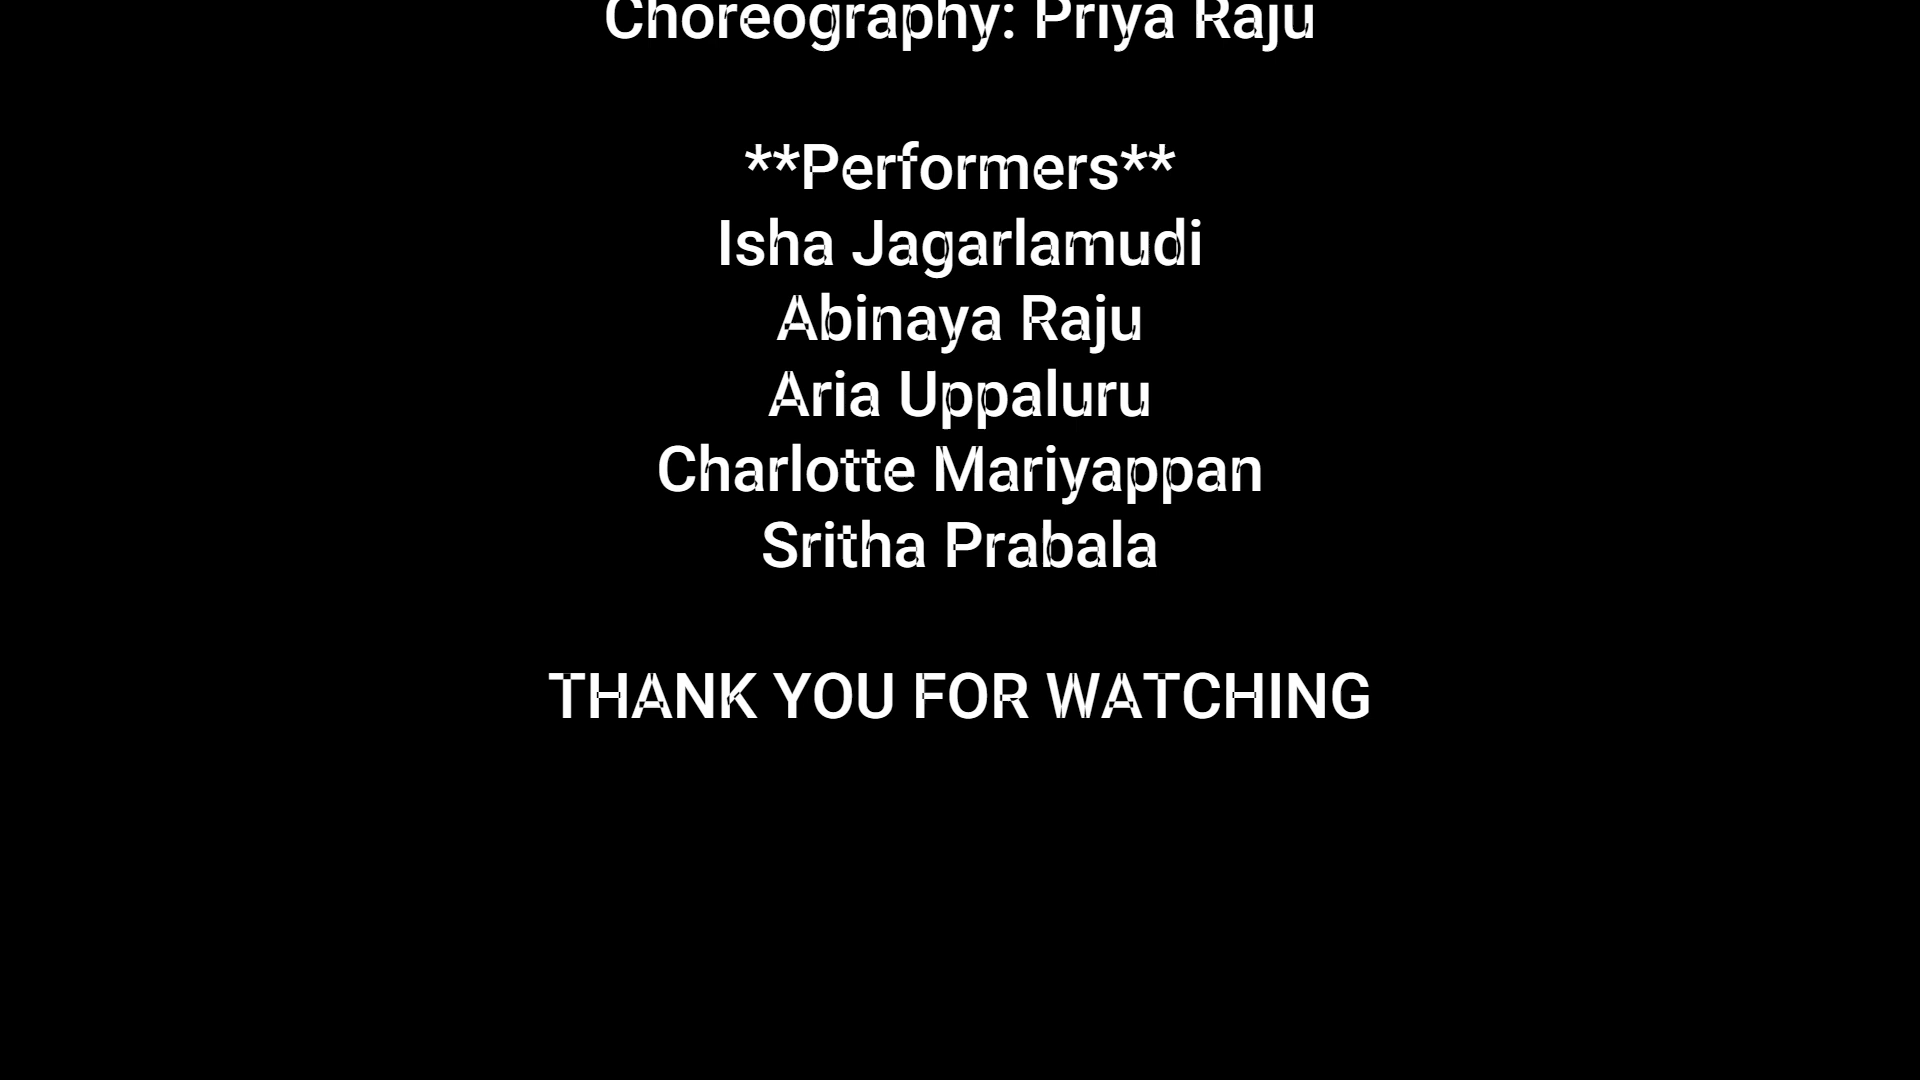 Choreography: Priya Raju
**Performers**
Isha Jagarlamudi
Abinaya Raju
Aria Uppaluru
Charlotte Mariyappan
Sritha Prabala
THANK YOU FOR WATCHING